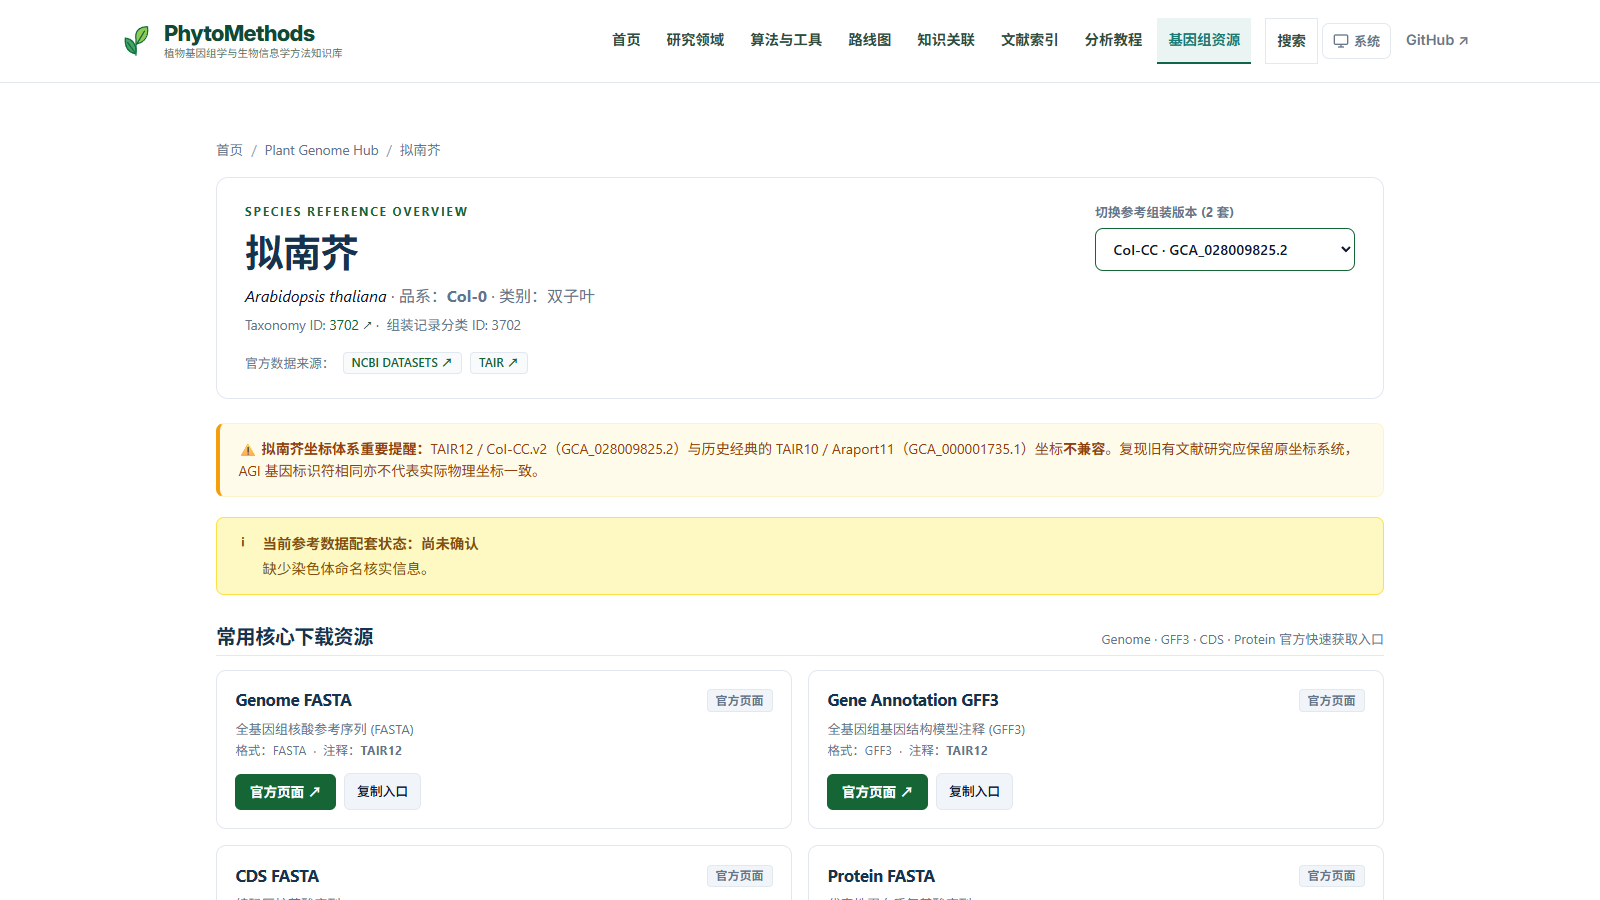 PhytoMethods
植物基因组学与生物信息学方法知识库
首页
研究领域
算法与工具
路线图
知识关联
文献索引
分析教程
基因组资源
搜索
系统
GitHub ↗
首页 / Plant Genome Hub / 拟南芥
SPECIES REFERENCE OVERVIEW
拟南芥
Arabidopsis thaliana · 品系：Col-0 · 类别：双子叶
Taxonomy ID: 3702 ↗ · 组装记录分类 ID: 3702
官方数据来源：
NCBI DATASETS ↗
TAIR ↗
切换参考组装版本 (2 套)
Col-CC · GCA_028009825.2
⚠️ 拟南芥坐标体系重要提醒：TAIR12 / Col-CC.v2（GCA_028009825.2）与历史经典的 TAIR10 / Araport11（GCA_000001735.1）坐标不兼容。复现旧有文献研究应保留原坐标系统，
AGI 基因标识符相同亦不代表实际物理坐标一致。
i 当前参考数据配套状态：尚未确认
缺少染色体命名核实信息。
常用核心下载资源
Genome · GFF3 · CDS · Protein 官方快速获取入口
Genome FASTA
官方页面
全基因组核酸参考序列 (FASTA)
格式：FASTA · 注释：TAIR12
官方页面 ↗
复制入口
Gene Annotation GFF3
官方页面
全基因组基因结构模型注释 (GFF3)
格式：GFF3 · 注释：TAIR12
官方页面 ↗
复制入口
CDS FASTA
官方页面
Protein FASTA
官方页面